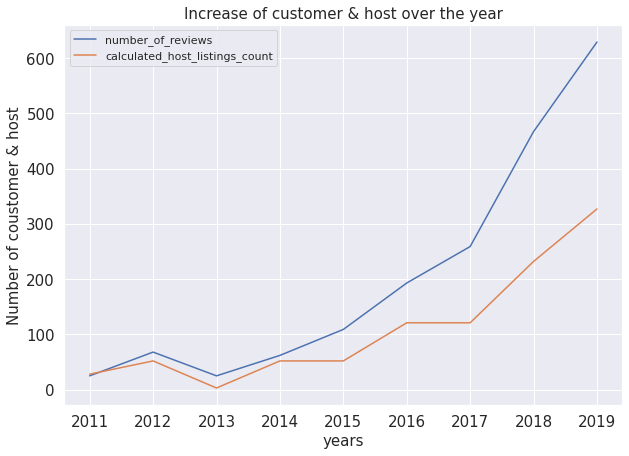 Increase of customer & host over the year
number_of_reviews
calculated_host_listings_count
Number of coustomer & host
600
500
400
300
200
100
0
2011 2012 2013 2014 2015 2016 2017 2018 2019
years